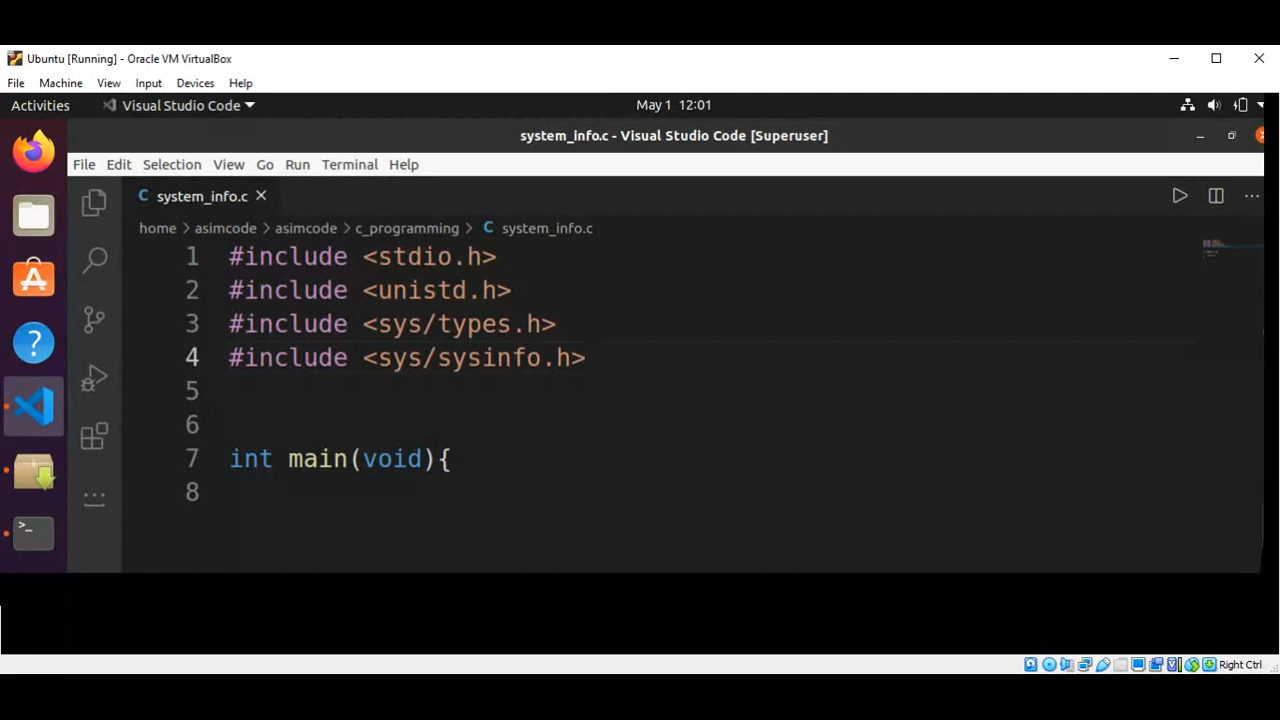 Ubuntu [Running] - Oracle VM VirtualBox
File Machine View Input Devices Help
Activities Visual Studio Code May 1 12:01
system_info.c - Visual Studio Code [Superuser]
File Edit Selection View Go Run Terminal Help
C system_info.c
home > asimcode > asimcode > c_programming > C system_info.c
1 #include <stdio.h>
2 #include <unistd.h>
3 #include <sys/types.h>
4 #include <sys/sysinfo.h>
5
6
7 int main(void){
8
Right Ctrl